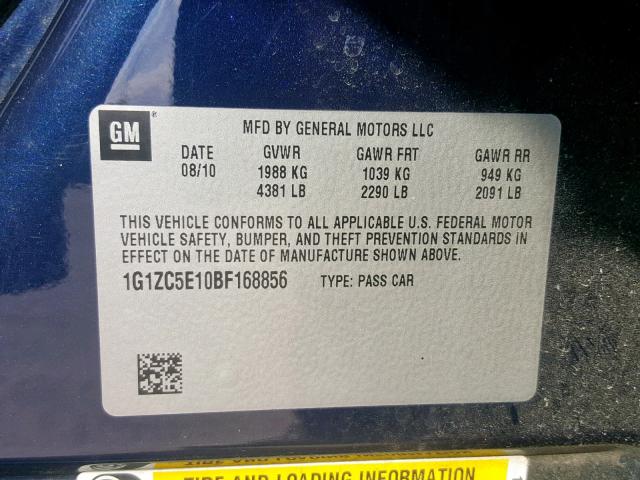 GM
MFD BY GENERAL MOTORS LLC
DATE GVWR GAWR FRT GAWR RR
08/10 1988 KG 1039 KG 949 KG
4381 LB 2290 LB 2091 LB
THIS VEHICLE CONFORMS TO ALL APPLICABLE U.S. FEDERAL MOTOR
VEHICLE SAFETY, BUMPER, AND THEFT PREVENTION STANDARDS IN
EFFECT ON THE DATE OF MANUFACTURE SHOWN ABOVE.
1G1ZC5E10BF168856 TYPE: PASS CAR
TIRE AND LOADING INFORMATION